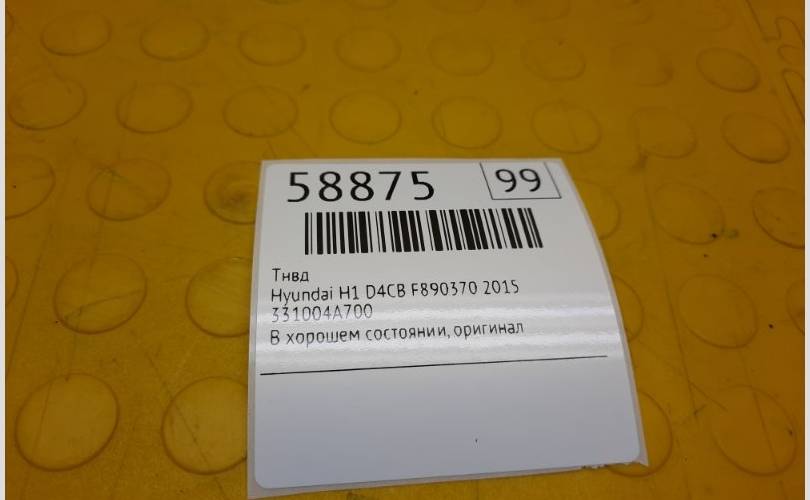 58875 99
Тнвд
Hyundai H1 D4CB F890370 2015
331004A700
В хорошем состоянии, оригинал